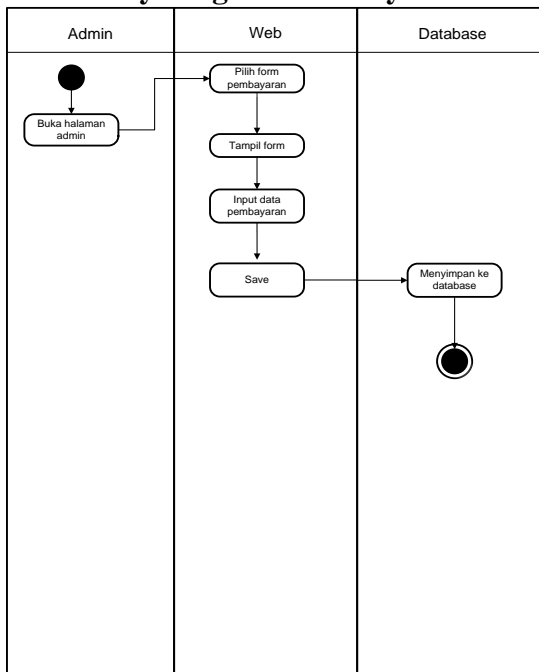 Admin
Web
Database
Buka halaman
admin
Pilih form
pembayaran
Tampil form
Input data
pembayaran
Save
Menyimpan ke
database